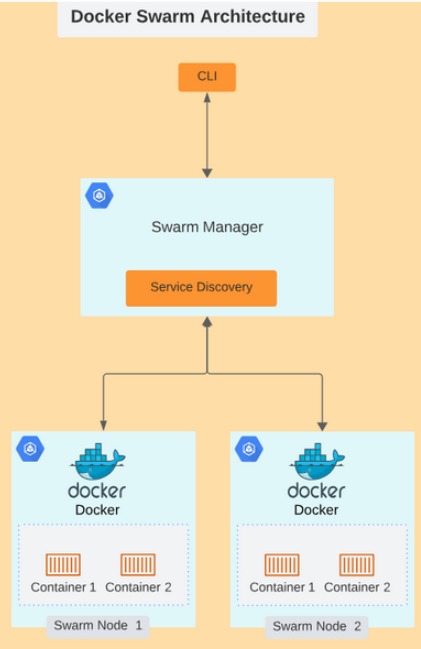 Docker Swarm Architecture
CLI
Swarm Manager
Service Discovery
docker
Docker
Container 1 Container 2
Swarm Node 1
docker
Docker
Container 1 Container 2
Swarm Node 2